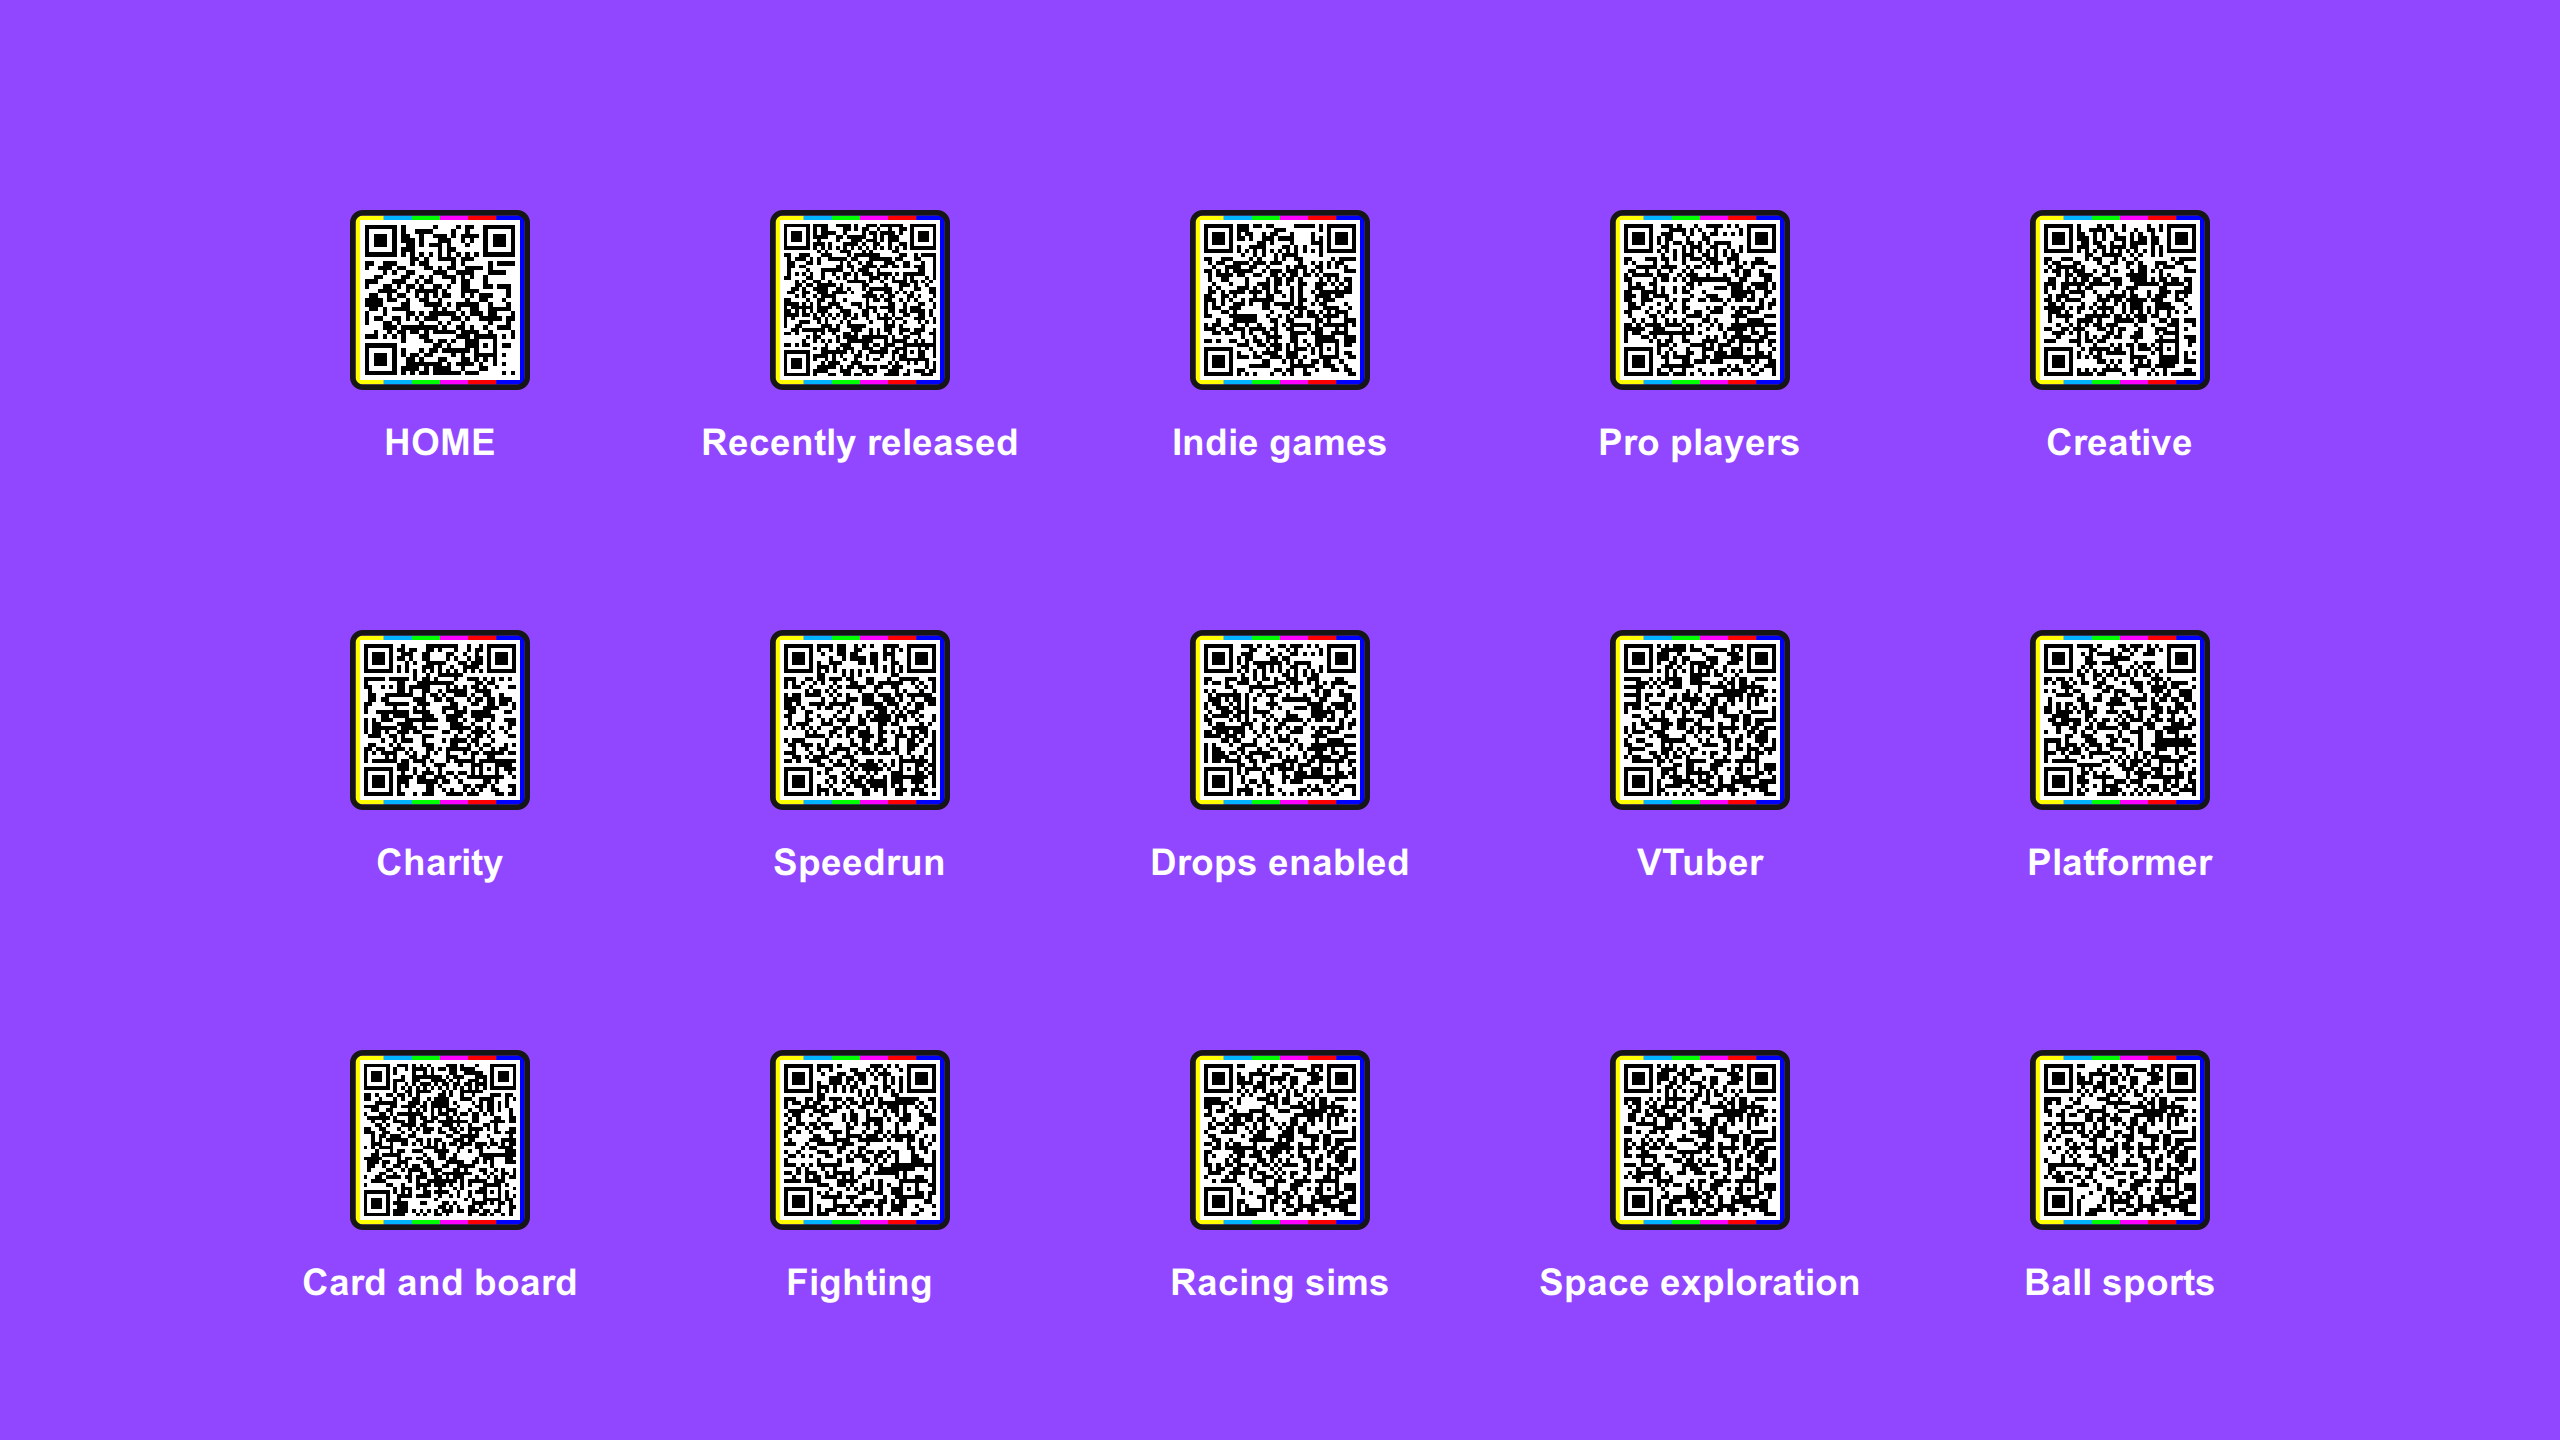 HOME
Recently released
Indie games
Pro players
Creative
Charity
Speedrun
Drops enabled
VTuber
Platformer
Card and board
Fighting
Racing sims
Space exploration
Ball sports